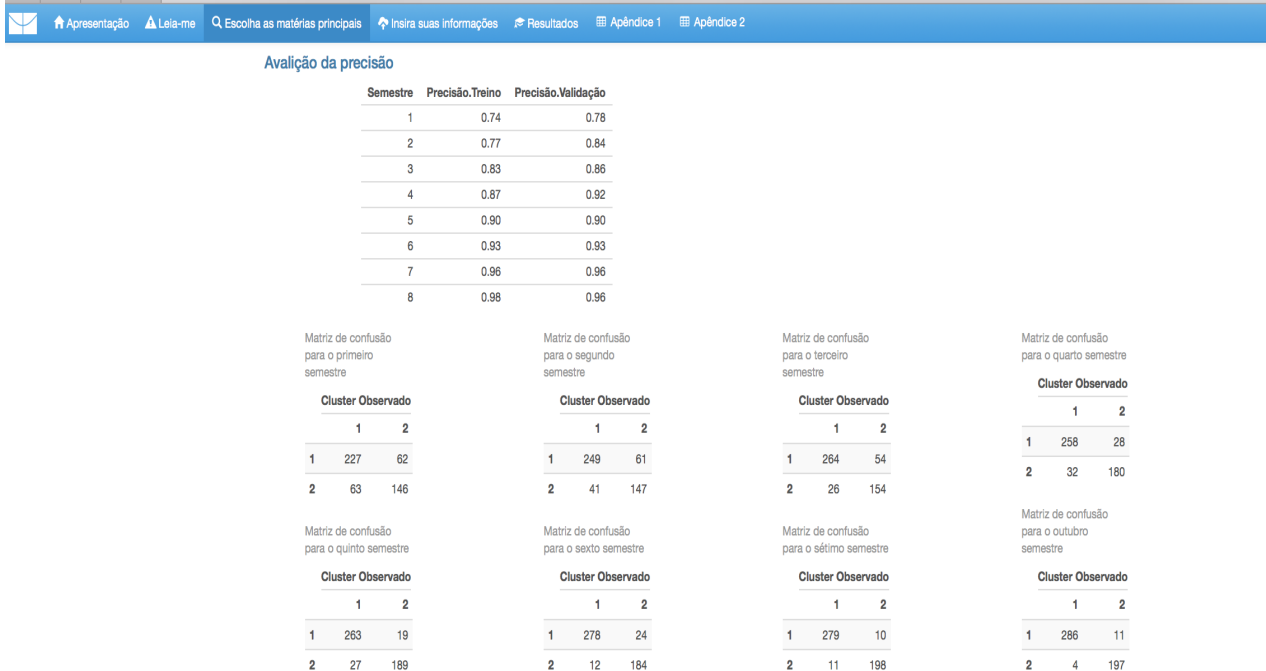 Apresentação Leia-me Escolha as matérias principais Insira suas informações Resultados Apêndice 1 Apêndice 2
Avalição da precisão
Semestre Precisão.Treino Precisão.Validação
1 0.74 0.78
2 0.77 0.84
3 0.83 0.86
4 0.87 0.92
5 0.90 0.90
6 0.93 0.93
7 0.96 0.96
8 0.98 0.96
Matriz de confusão
para o primeiro
semestre
Cluster Observado
1 2
1 227 62
2 63 146
Matriz de confusão
para o segundo
semestre
Cluster Observado
1 2
1 249 61
2 41 147
Matriz de confusão
para o terceiro
semestre
Cluster Observado
1 2
1 264 54
2 26 154
Matriz de confusão
para o quarto semestre
Cluster Observado
1 2
1 258 28
2 32 180
Matriz de confusão
para o quinto semestre
Cluster Observado
1 2
1 263 19
2 27 189
Matriz de confusão
para o sexto semestre
Cluster Observado
1 2
1 278 24
2 12 184
Matriz de confusão
para o sétimo semestre
Cluster Observado
1 2
1 279 10
2 11 198
Matriz de confusão
para o outubro
semestre
Cluster Observado
1 2
1 286 11
2 4 197